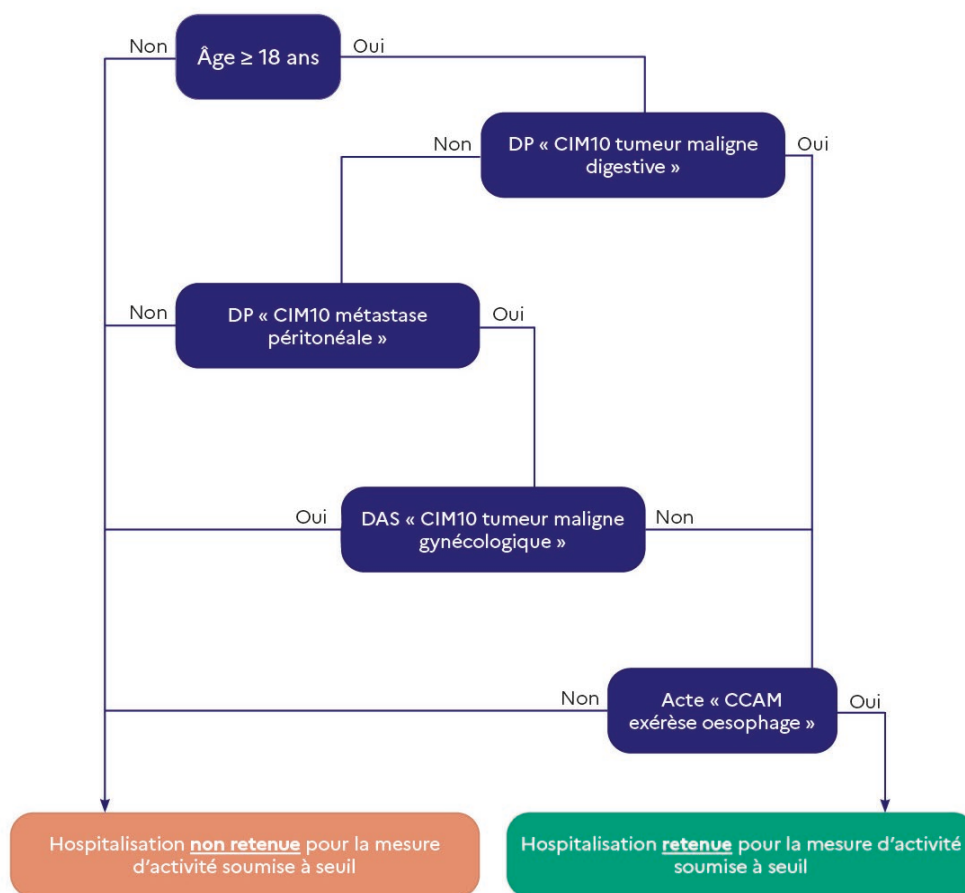 Non
Âge ≥ 18 ans
Oui
Non
DP « CIM10 tumeur maligne
digestive »
Oui
Non
DP « CIM10 métastase
péritonéale »
Oui
Oui
DAS « CIM10 tumeur maligne
gynécologique »
Non
Non
Acte « CCAM
exérèse oesophage »
Oui
Hospitalisation non retenue pour la mesure
d'activité soumise à seuil
Hospitalisation retenue pour la mesure d'activité
soumise à seuil